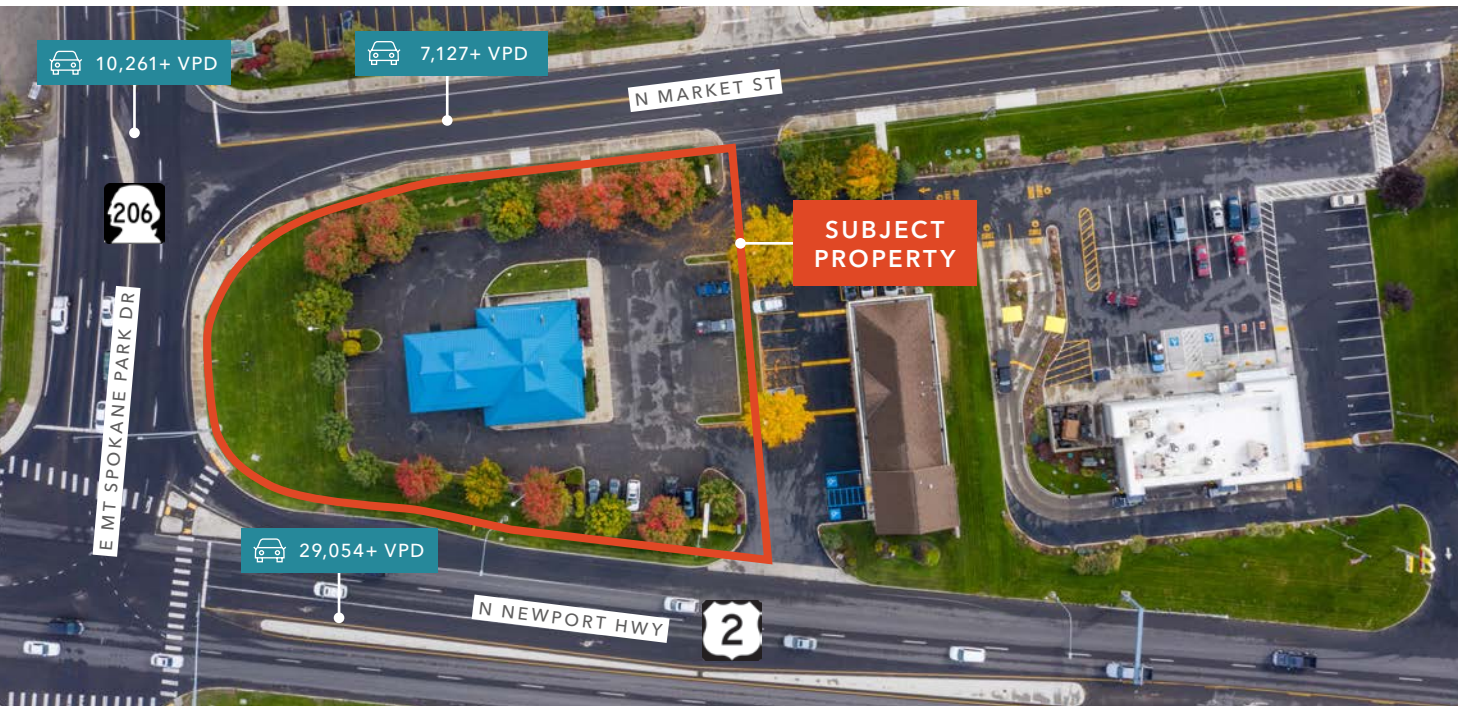 10,261+ VPD
7,127+ VPD
N MARKET ST
206
SUBJECT
PROPERTY
E MT SPOKANE PARK DR
29,054+ VPD
N NEWPORT HWY
2